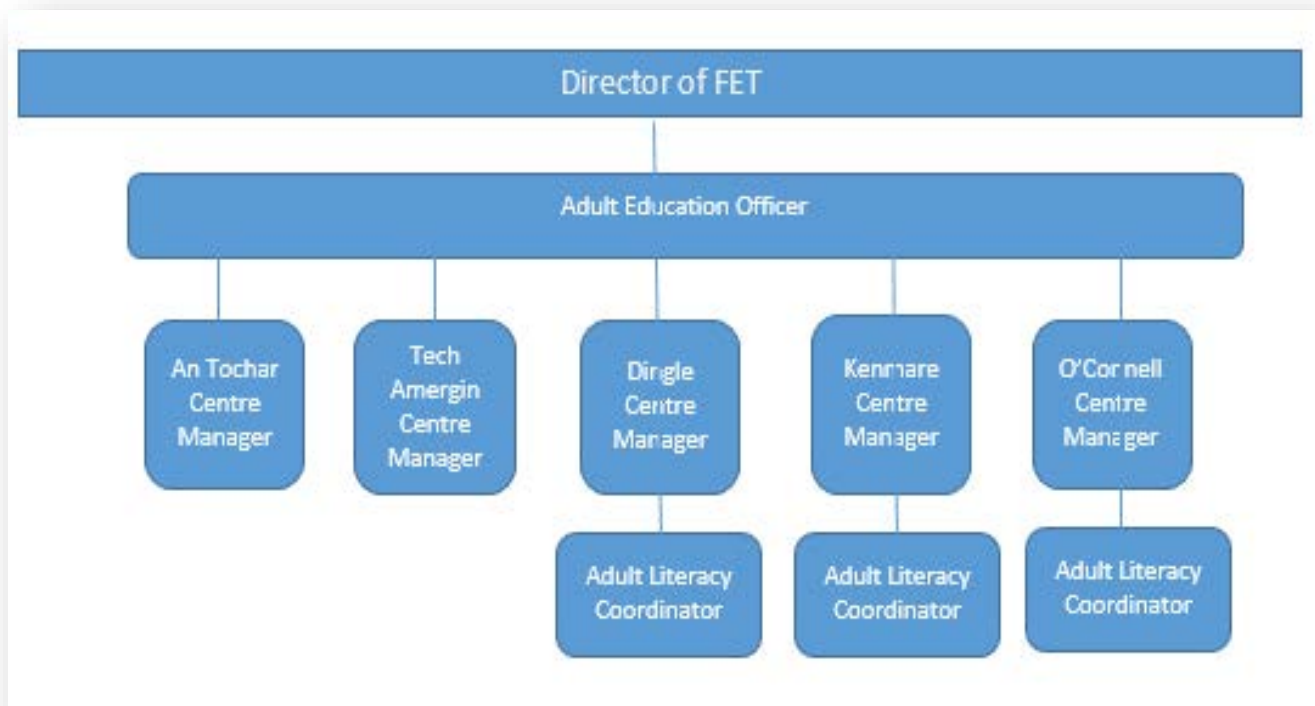 Director of FET
Adult Education Officer
An Tochar
Centre
Manager
Tech
Amergin
Centre
Manager
Dingle
Centre
Manager
Kenmare
Centre
Manager
O'Connell
Centre
Manager
Adult Literacy
Coordinator
Adult Literacy
Coordinator
Adult Literacy
Coordinator